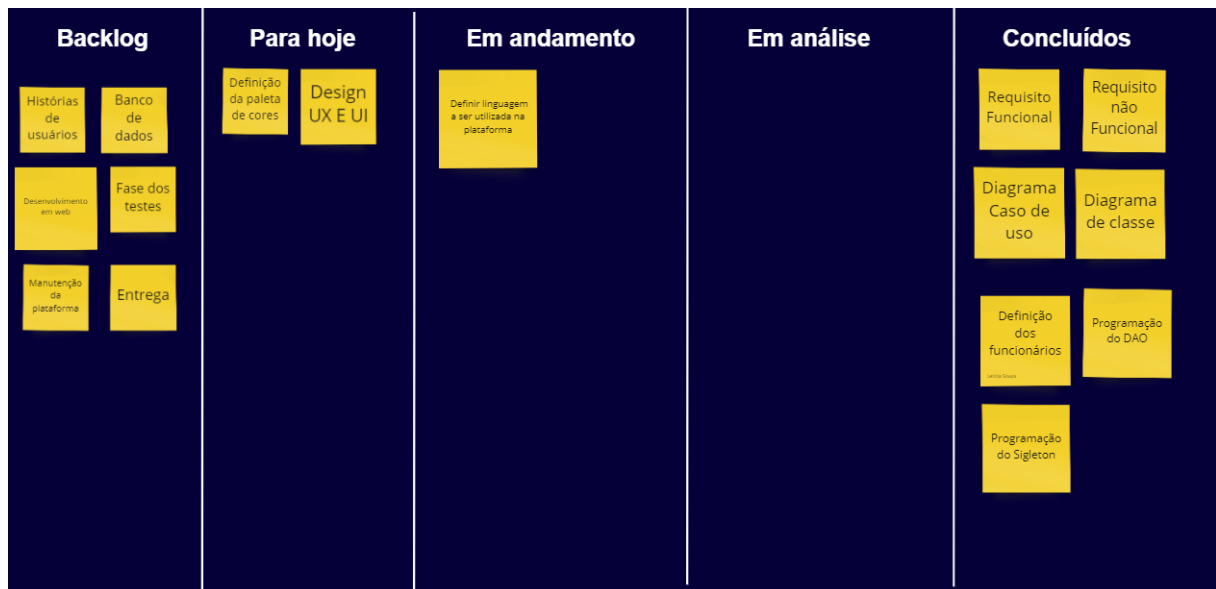 Backlog
Histórias
de
usuários
Banco
de
dados
Desenvolvimento
em web
Fase dos
testes
Manutenção
da
plataforma
Entrega
Para hoje
Definição
da paleta
de cores
Design
UX E UI
Em andamento
Definir linguagem
a ser utilizada na
plataforma
Em análise
Concluídos
Requisito
Funcional
Requisito
não
Funcional
Diagrama
Caso de
uso
Diagrama
de classe
Definição
dos
funcionários
Leticia Souza
Programação
do DAO
Programação
do Sigleton